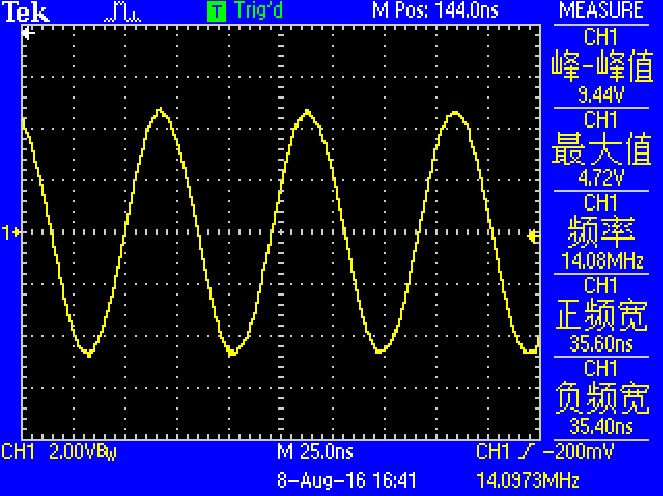 Tek T Trig'd M Pos: 144.0ns MEASURE
CH1
峰-峰值
9.44V
CH1
最大值
4.72V
CH1
频率
14.08MHz
CH1
正频宽
35.60ns
CH1
负频宽
35.40ns
1
CH1 2.00VBw M 25.0ns CH1 -200mV
8-Aug-16 16:41 14.0973MHz